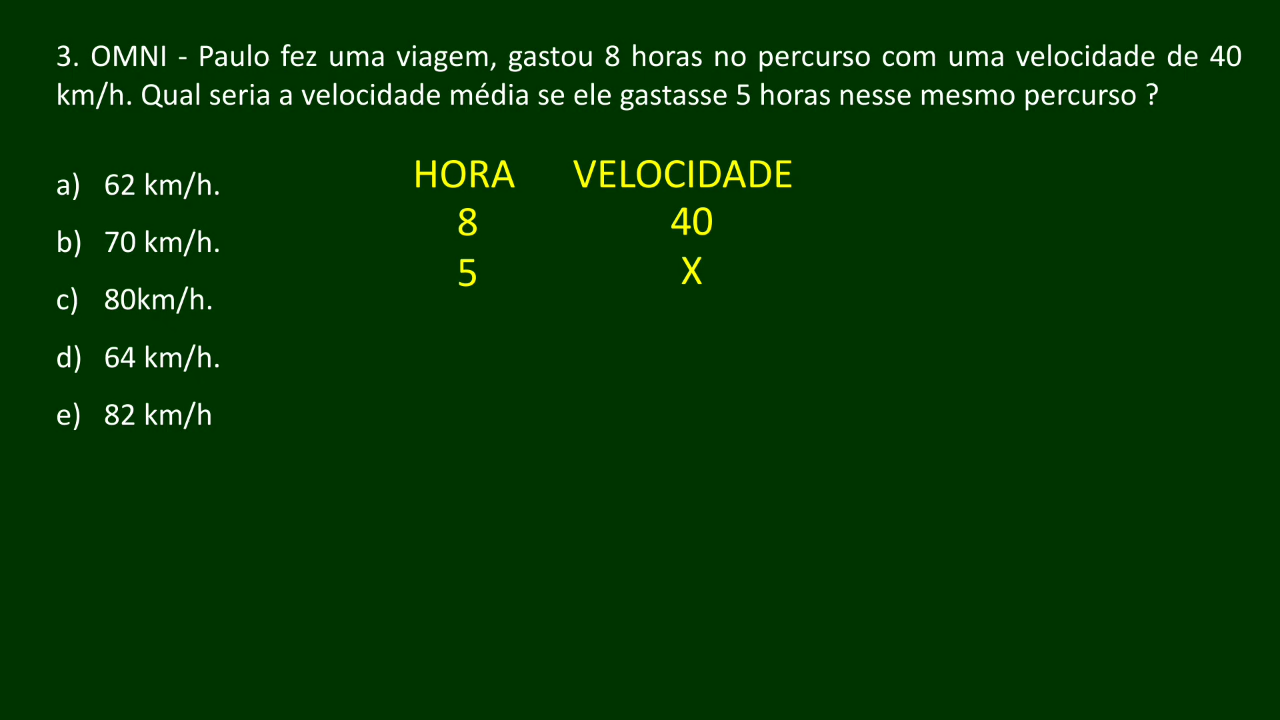 3. OMNI - Paulo fez uma viagem, gastou 8 horas no percurso com uma velocidade de 40
km/h. Qual seria a velocidade média se ele gastasse 5 horas nesse mesmo percurso ?
a) 62 km/h.
b) 70 km/h.
c) 80km/h.
d) 64 km/h.
e) 82 km/h
HORA VELOCIDADE
8 40
5 X